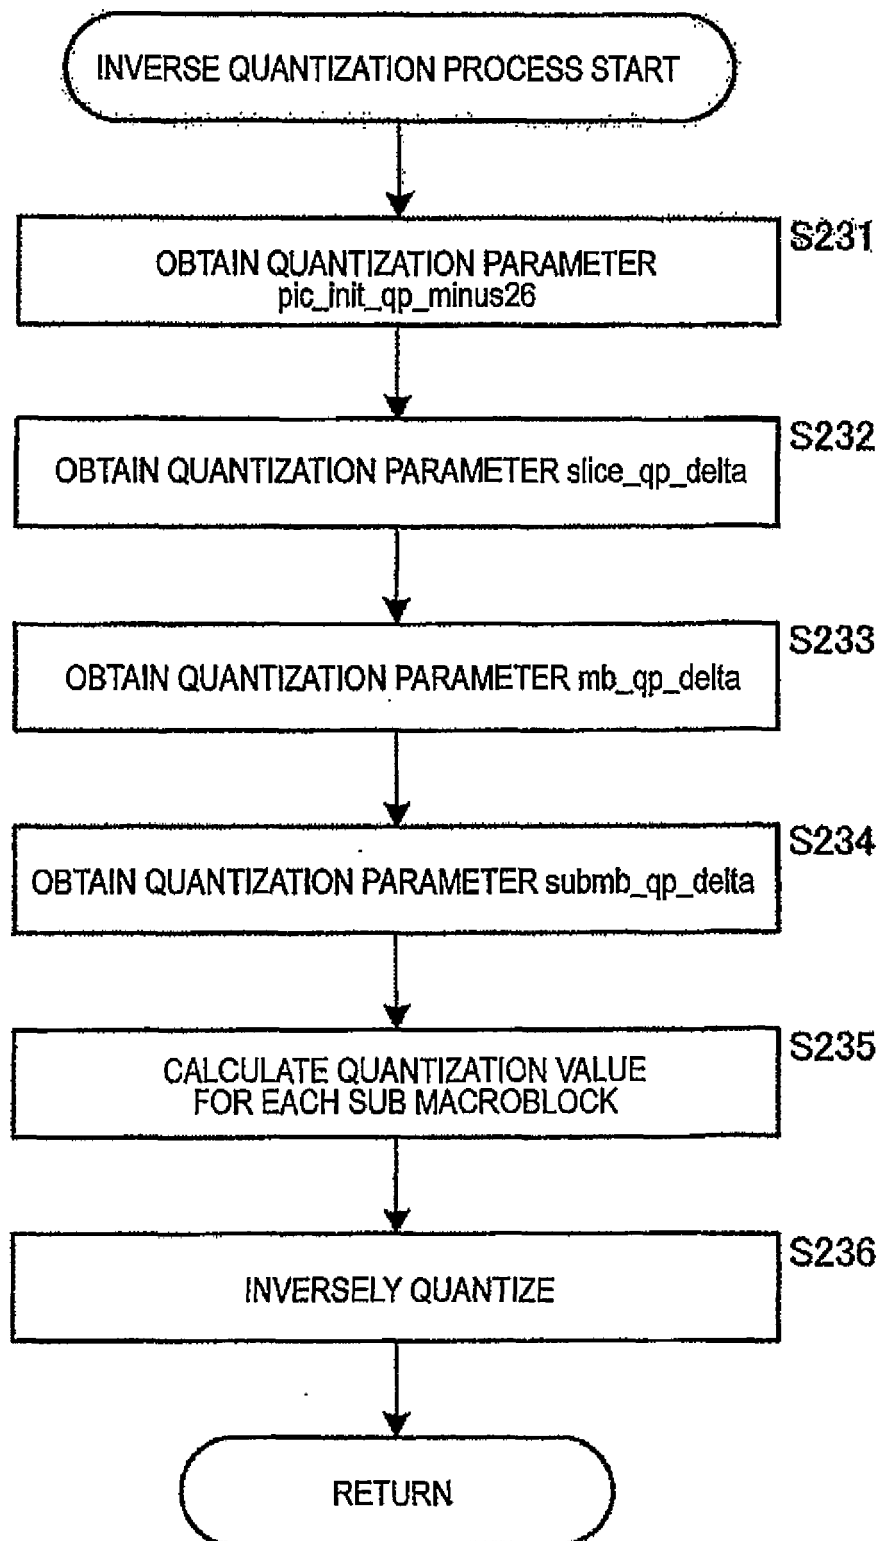 INVERSE QUANTIZATION PROCESS START
S231
OBTAIN QUANTIZATION PARAMETER
pic_init_qp_minus26
S232
OBTAIN QUANTIZATION PARAMETER slice_qp_delta
S233
OBTAIN QUANTIZATION PARAMETER mb_qp_delta
S234
OBTAIN QUANTIZATION PARAMETER submb_qp_delta
S235
CALCULATE QUANTIZATION VALUE
FOR EACH SUB MACROBLOCK
S236
INVERSELY QUANTIZE
RETURN